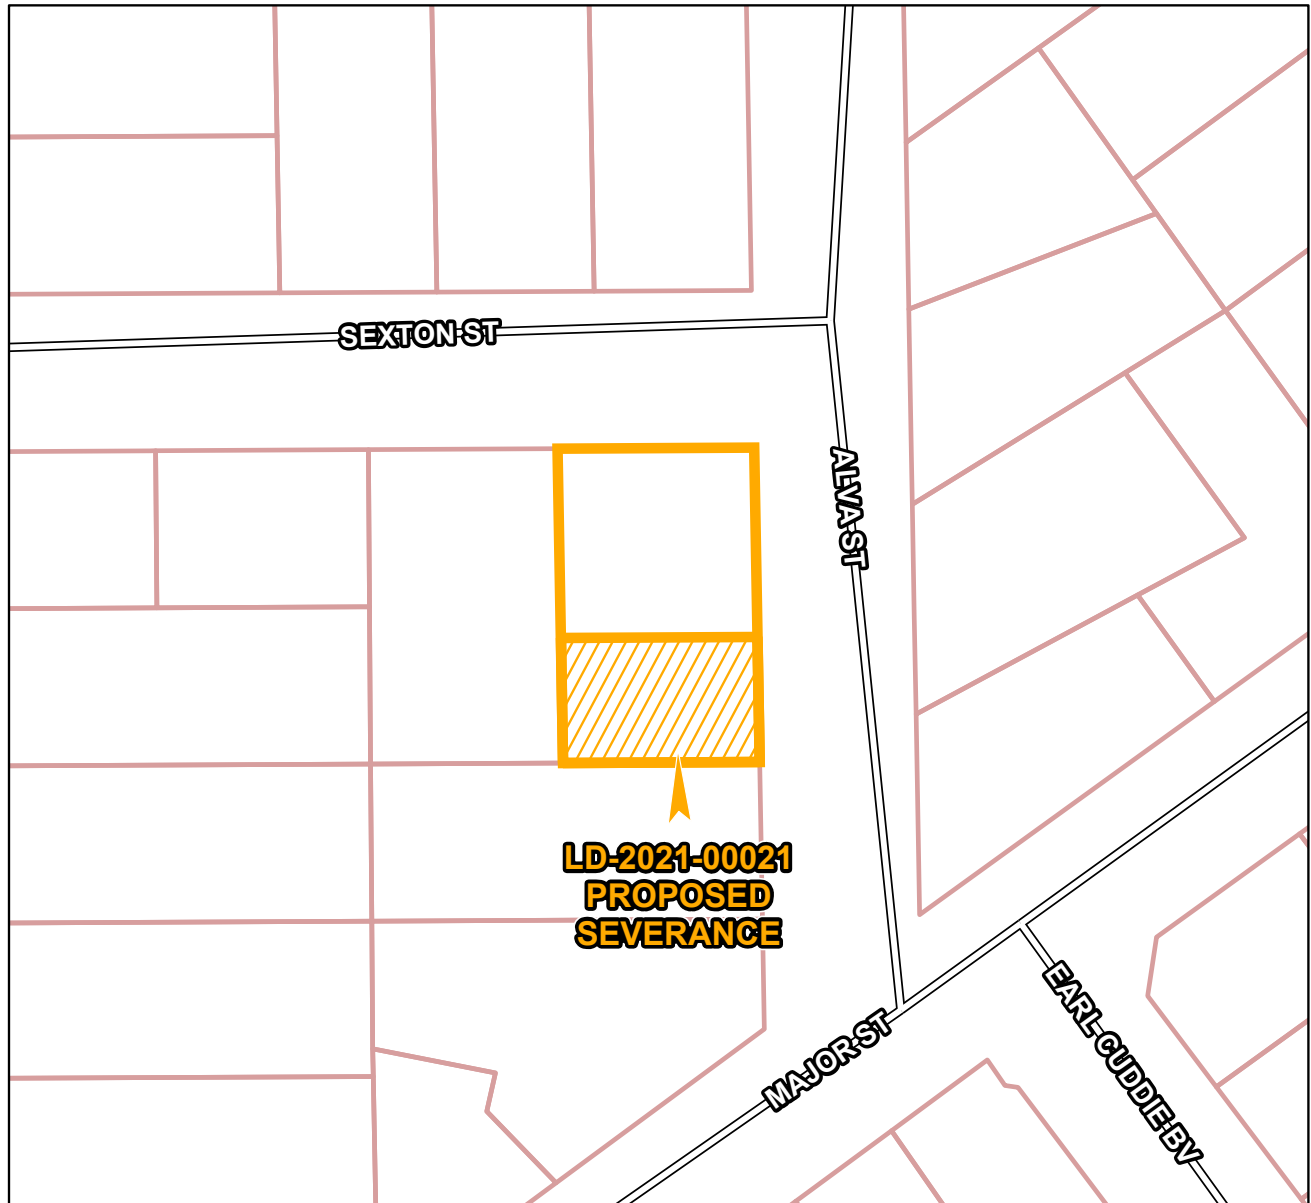 SEXTON ST
ALVA ST
LD-2021-00021
PROPOSED
SEVERANCE
MAJOR ST
EARL CUDDIE BV